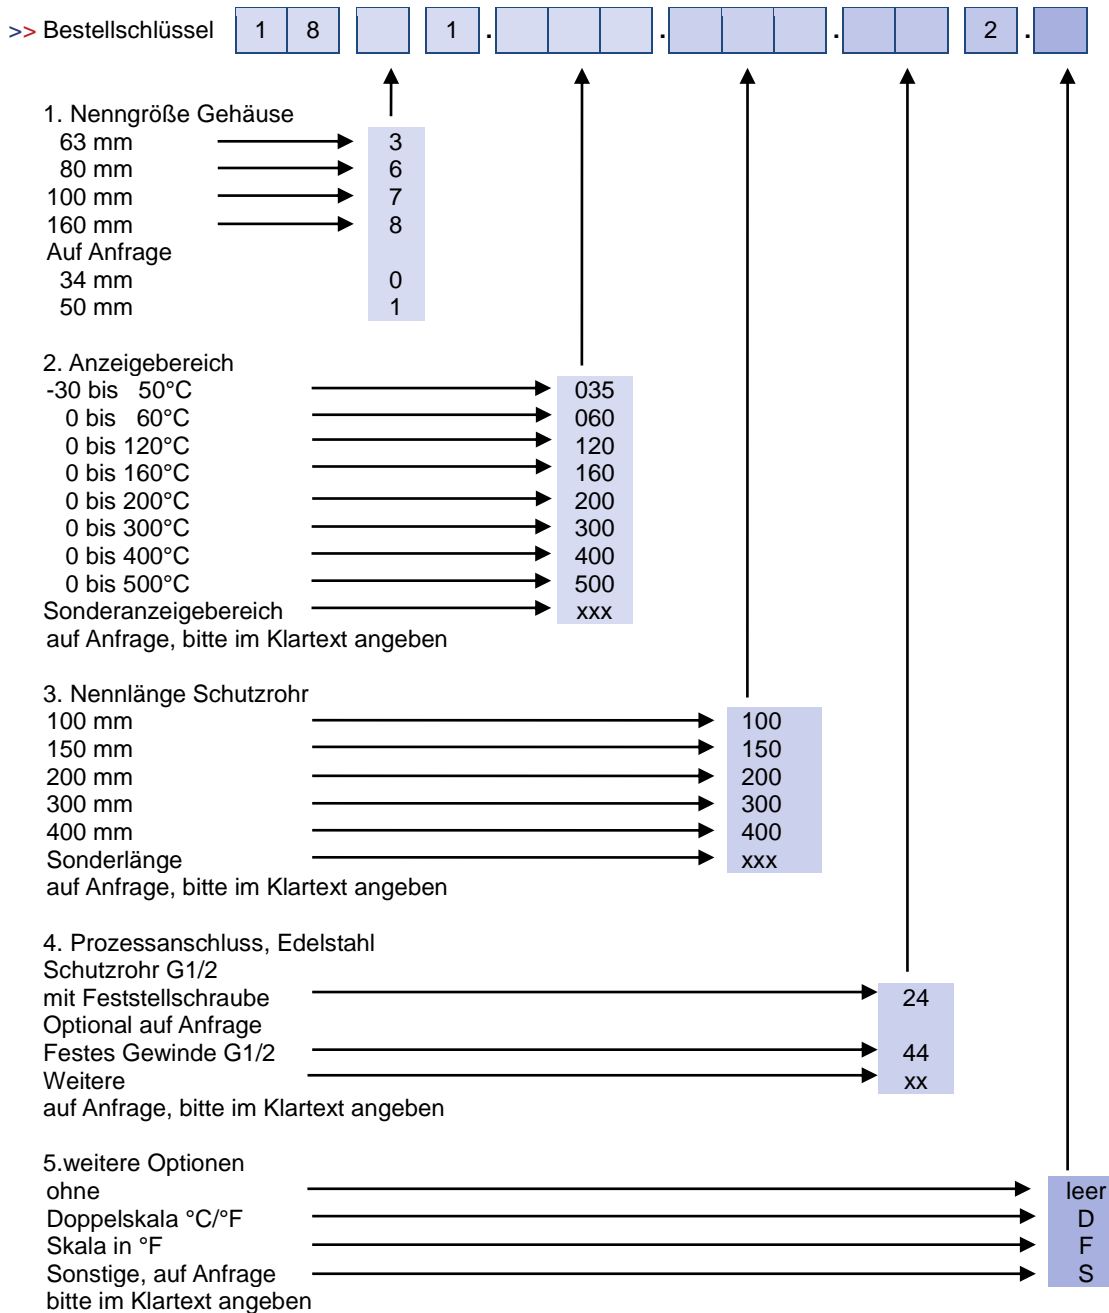 >> Bestellschlüssel 1 8 1 . . . 2 .
1. Nenngröße Gehäuse
63 mm 3
80 mm 6
100 mm 7
160 mm 8
Auf Anfrage
34 mm 0
50 mm 1
2. Anzeigebereich
-30 bis 50°C 035
0 bis 60°C 060
0 bis 120°C 120
0 bis 160°C 160
0 bis 200°C 200
0 bis 300°C 300
0 bis 400°C 400
0 bis 500°C 500
Sonderanzeigebereich xxx
auf Anfrage, bitte im Klartext angeben
3. Nennlänge Schutzrohr
100 mm 100
150 mm 150
200 mm 200
300 mm 300
400 mm 400
Sonderlänge xxx
auf Anfrage, bitte im Klartext angeben
4. Prozessanschluss, Edelstahl
Schutzrohr G1/2
mit Feststellschraube 24
Optional auf Anfrage
Festes Gewinde G1/2 44
Weitere xx
auf Anfrage, bitte im Klartext angeben
5.weitere Optionen
ohne leer
Doppelskala °C/°F D
Skala in °F F
Sonstige, auf Anfrage S
bitte im Klartext angeben